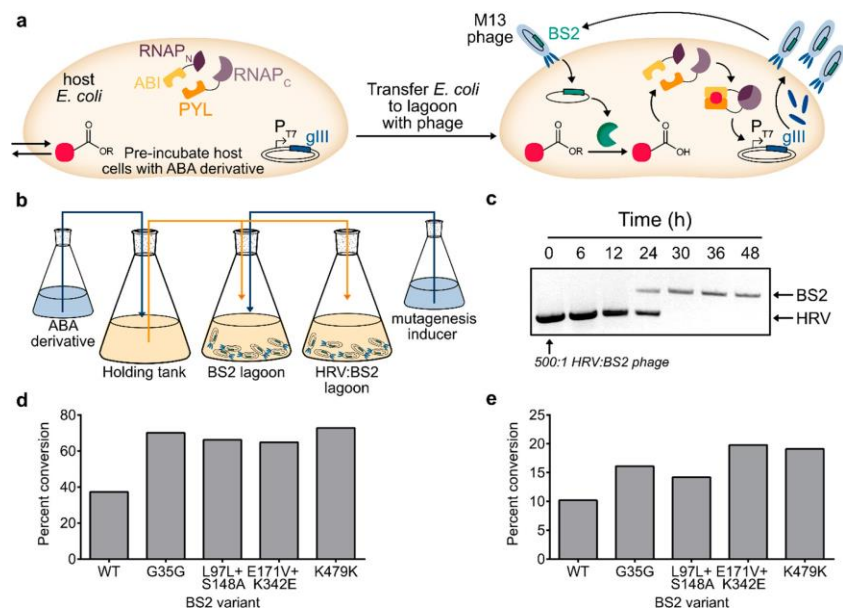 a
host
E. coli
RNAP N
ABI
PYL
RNAP C
O
OR
Pre-incubate host
cells with ABA derivative
P T7
gIII
Transfer E. coli
to lagoon
with phage
M13
phage
BS2
O
OR
O
OH
P T7
gIII
b
ABA
derivative
Holding tank
BS2 lagoon
HRV:BS2
lagoon
mutagenesis
inducer
c
Time (h)
0 6 12 24 30 36 48
BS2
HRV
500:1 HRV:BS2 phage
d
Percent conversion
80
60
40
20
0
WT
G35G
L97L+
S148A
E171V+
K342E
K479K
BS2 variant
e
Percent conversion
25
20
15
10
5
0
WT
G35G
L97L+
S148A
E171V+
K342E
K479K
BS2 variant